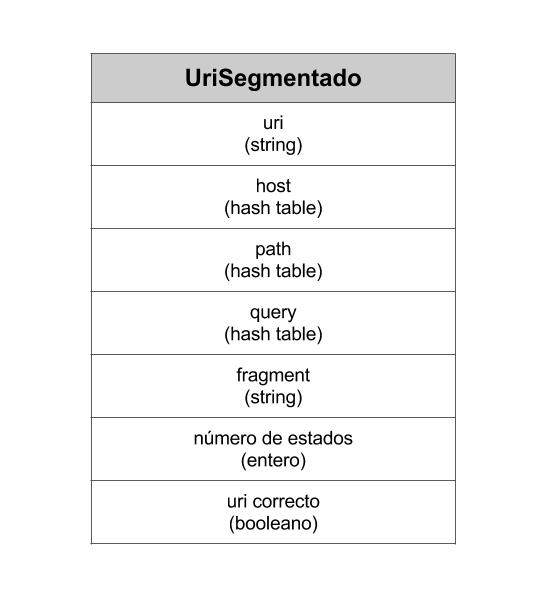 UriSegmentado
uri
(string)
host
(hash table)
path
(hash table)
query
(hash table)
fragment
(string)
número de estados
(entero)
uri correcto
(booleano)